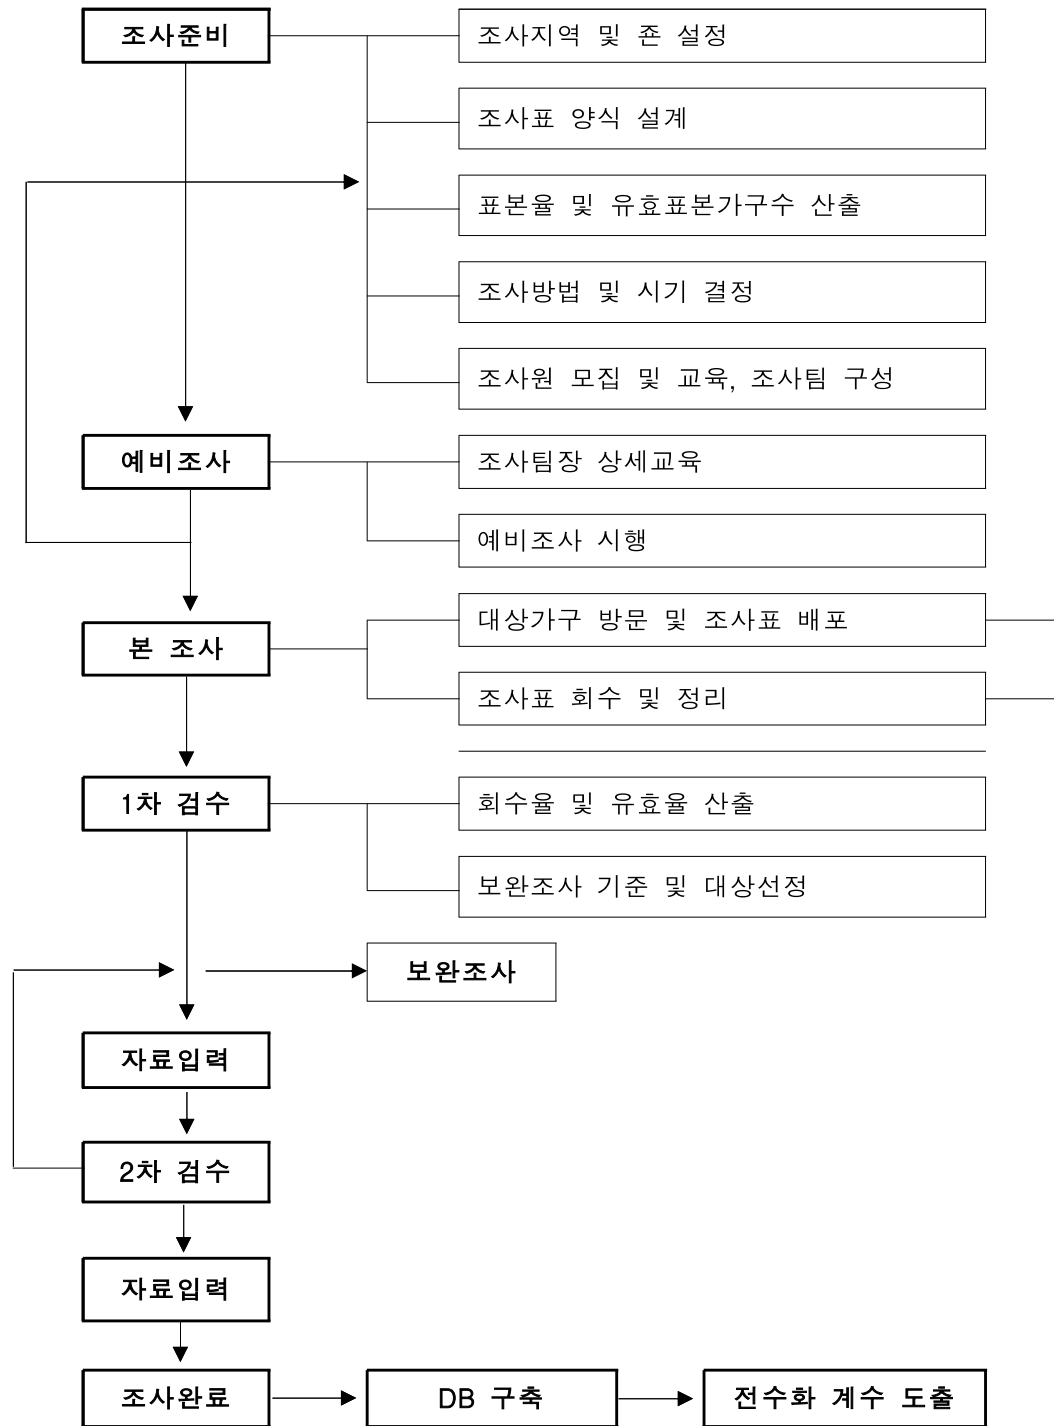 조사준비
조사지역 및 죤 설정
조사표 양식 설계
표본율 및 유효표본가구수 산출
조사방법 및 시기 결정
조사원 모집 및 교육, 조사팀 구성
예비조사
조사팀장 상세교육
예비조사 시행
본 조사
대상가구 방문 및 조사표 배포
조사표 회수 및 정리
1차 검수
회수율 및 유효율 산출
보완조사 기준 및 대상선정
보완조사
자료입력
2차 검수
자료입력
조사완료
DB 구축
전수화 계수 도출